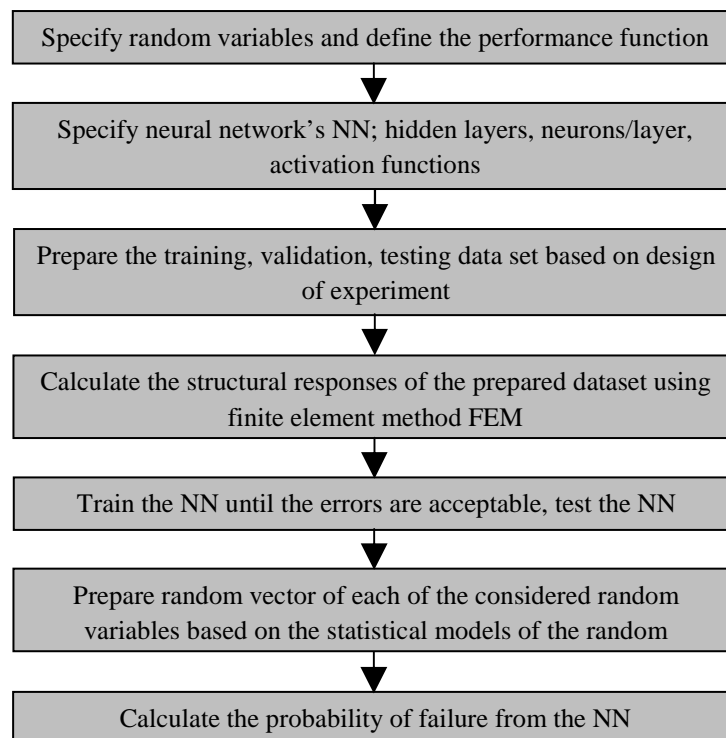 Specify random variables and define the performance function
Specify neural network’s NN; hidden layers, neurons/layer,
activation functions
Prepare the training, validation, testing data set based on design
of experiment
Calculate the structural responses of the prepared dataset using
finite element method FEM
Train the NN until the errors are acceptable, test the NN
Prepare random vector of each of the considered random
variables based on the statistical models of the random
Calculate the probability of failure from the NN